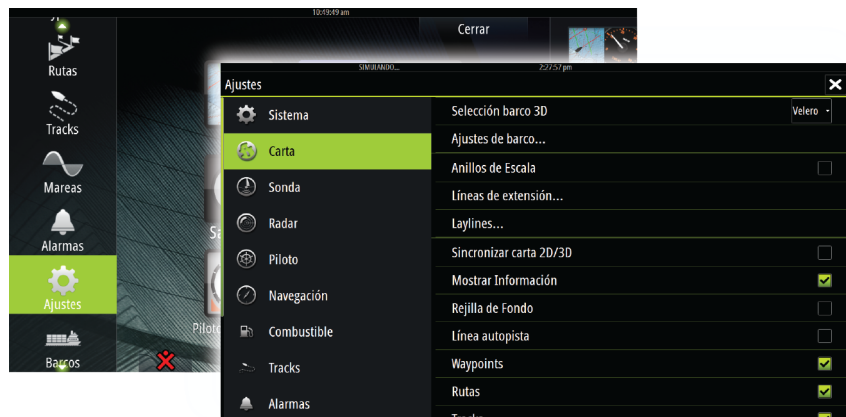 10:49:49 am
Cerrar
Rutas
Tracks
Mareas
Alarmas
Ajustes
Barcos
SIMULANDO...
2:27:57 pm
Ajustes
Sistema
Carta
Sonda
Radar
Piloto
Navegación
Combustible
Tracks
Alarmas
Selección barco 3D
Velero
Ajustes de barco...
Anillos de Escala
Líneas de extensión...
Laylines...
Sincronizar carta 2D/3D
Mostrar Información
Rejilla de Fondo
Línea autopista
Waypoints
Rutas
Tracks